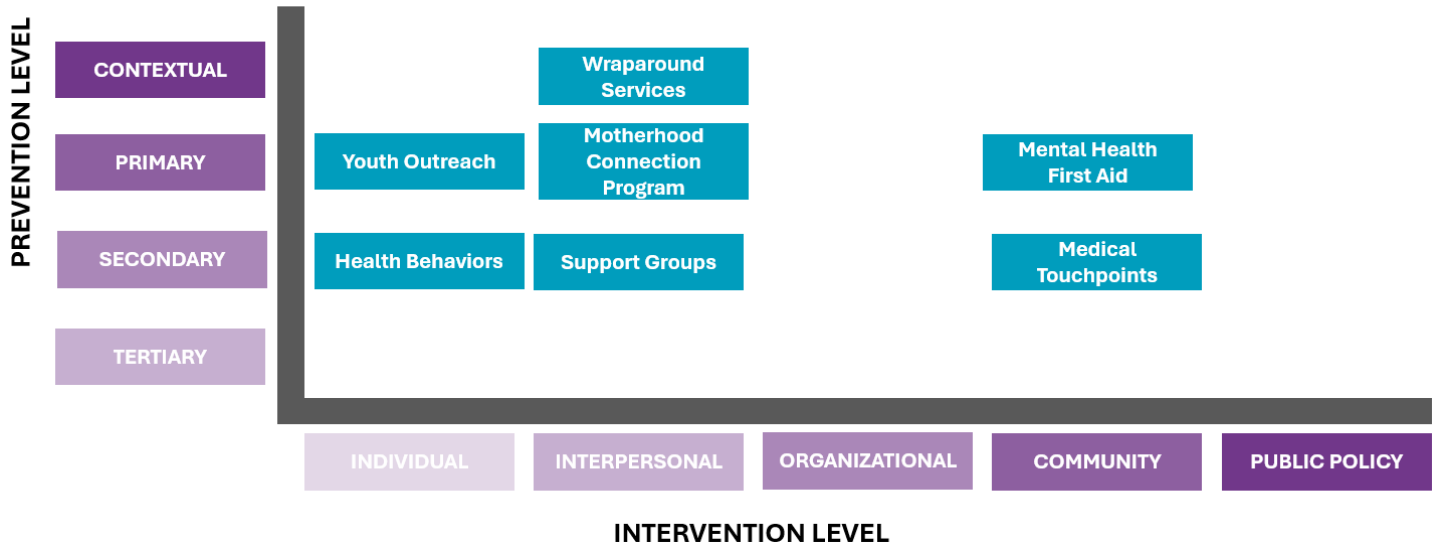 PREVENTION LEVEL
CONTEXTUAL
Wraparound
Services
PRIMARY
Youth Outreach
Motherhood
Connection
Program
Mental Health
First Aid
SECONDARY
Health Behaviors
Support Groups
Medical
Touchpoints
TERTIARY
INDIVIDUAL
INTERPERSONAL
ORGANIZATIONAL
COMMUNITY
PUBLIC POLICY
INTERVENTION LEVEL